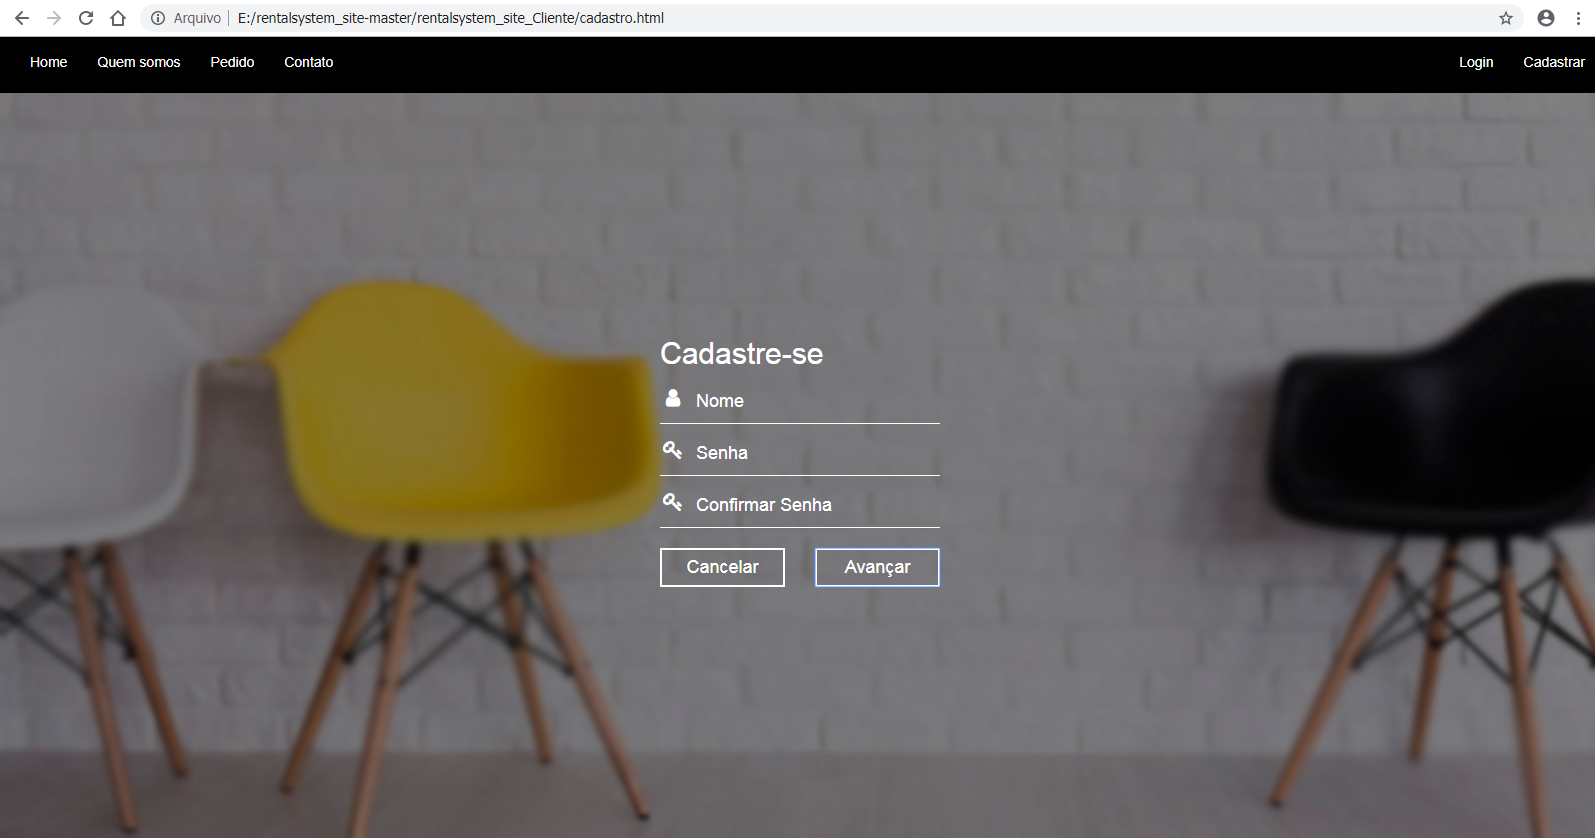 Arquivo | E:/rentalsystem_site-master/rentalsystem_site_Cliente/cadastro.html
Home Quem somos Pedido Contato Login Cadastrar
Cadastre-se
Nome
Senha
Confirmar Senha
Cancelar Avançar